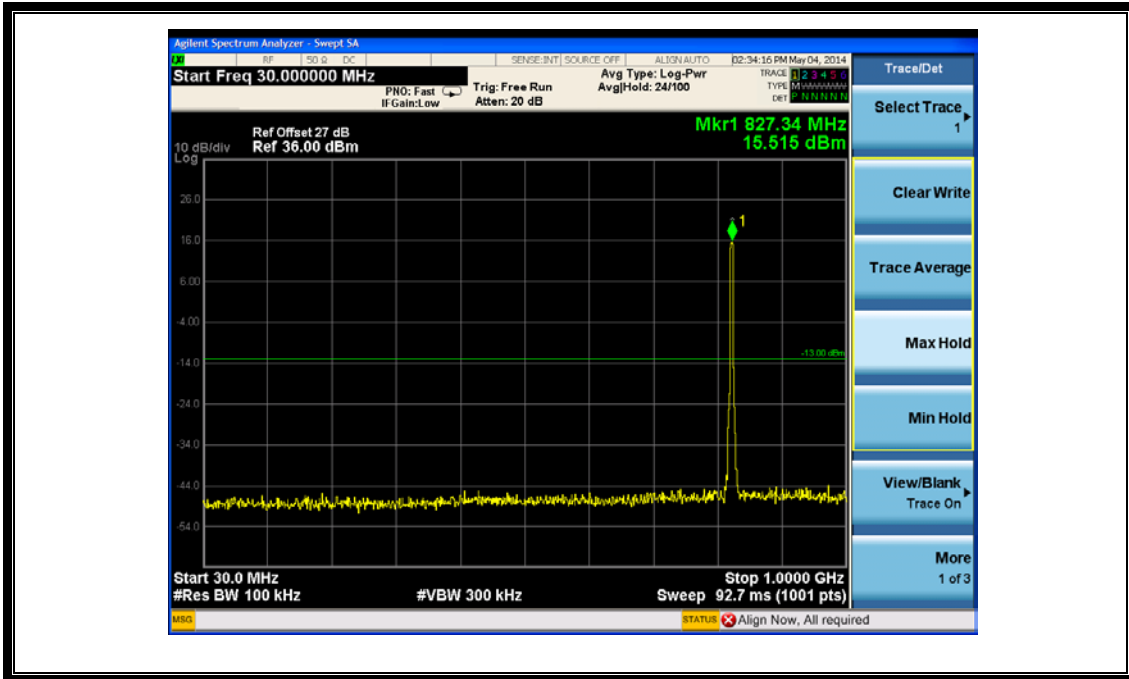 Agilent Spectrum Analyzer - Swept SA
LXI RF 50 Ω DC SENSE:INT SOURCE OFF ALIGN AUTO 02:34:16 PM May 04, 2014
Start Freq 30.000000 MHz
PNO: Fast
IFGain:Low
Trig: Free Run
Atten: 20 dB
Avg Type: Log-Pwr
Avg|Hold: 24/100
TRACE 1 2 3 4 5 6
TYPE M
DET P N N N N N
Ref Offset 27 dB
10 dB/div Ref 36.00 dBm
Log
Mkr1 827.34 MHz
15.515 dBm
26.0
1
16.0
6.00
-4.00
-13.00 dBm
-14.0
-24.0
-34.0
-44.0
-54.0
Start 30.0 MHz Stop 1.0000 GHz
#Res BW 100 kHz #VBW 300 kHz Sweep 92.7 ms (1001 pts)
MSG STATUS Align Now, All required
Trace/Det
Select Trace
1
Clear Write
Trace Average
Max Hold
Min Hold
View/Blank
Trace On
More
1 of 3